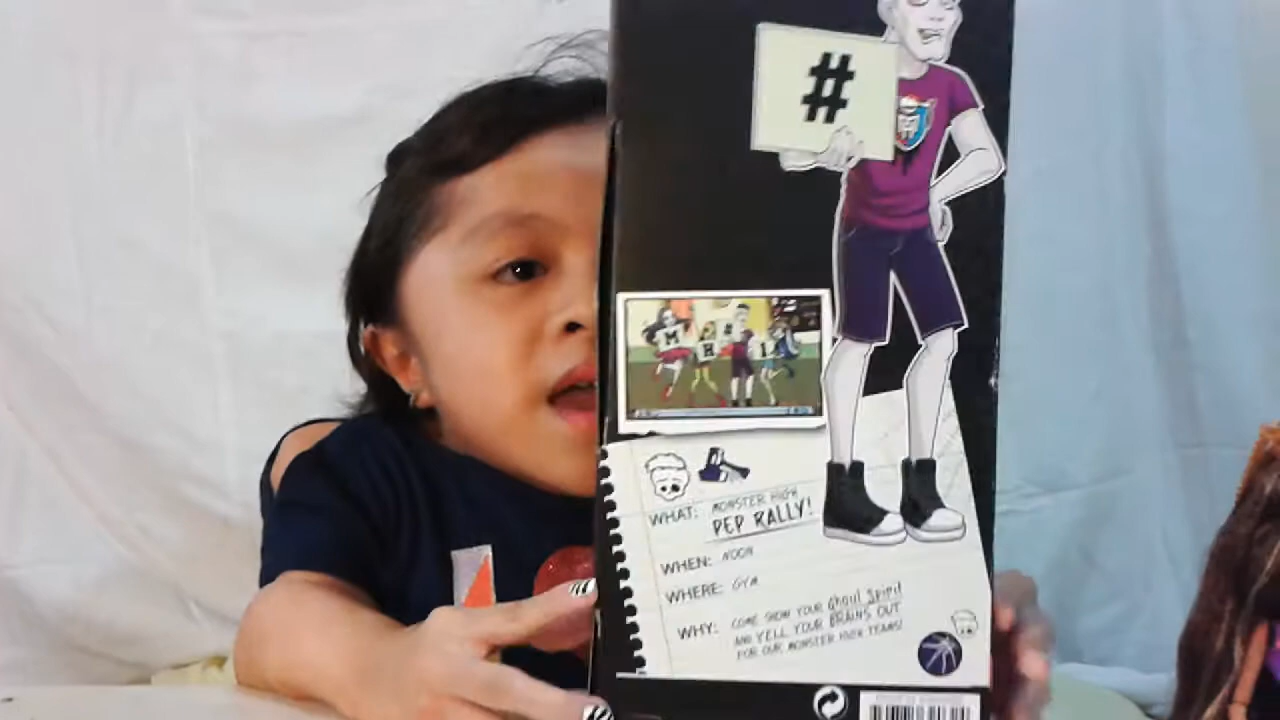 #
M # H I
WHAT: MONSTER HIGH
PEP RALLY!
WHEN: NOON
WHERE: GYM
WHY: COME SHOW YOUR Ghoul Spirit
AND YELL YOUR BRAINS OUT
FOR OUR MONSTER HIGH TEAMS!